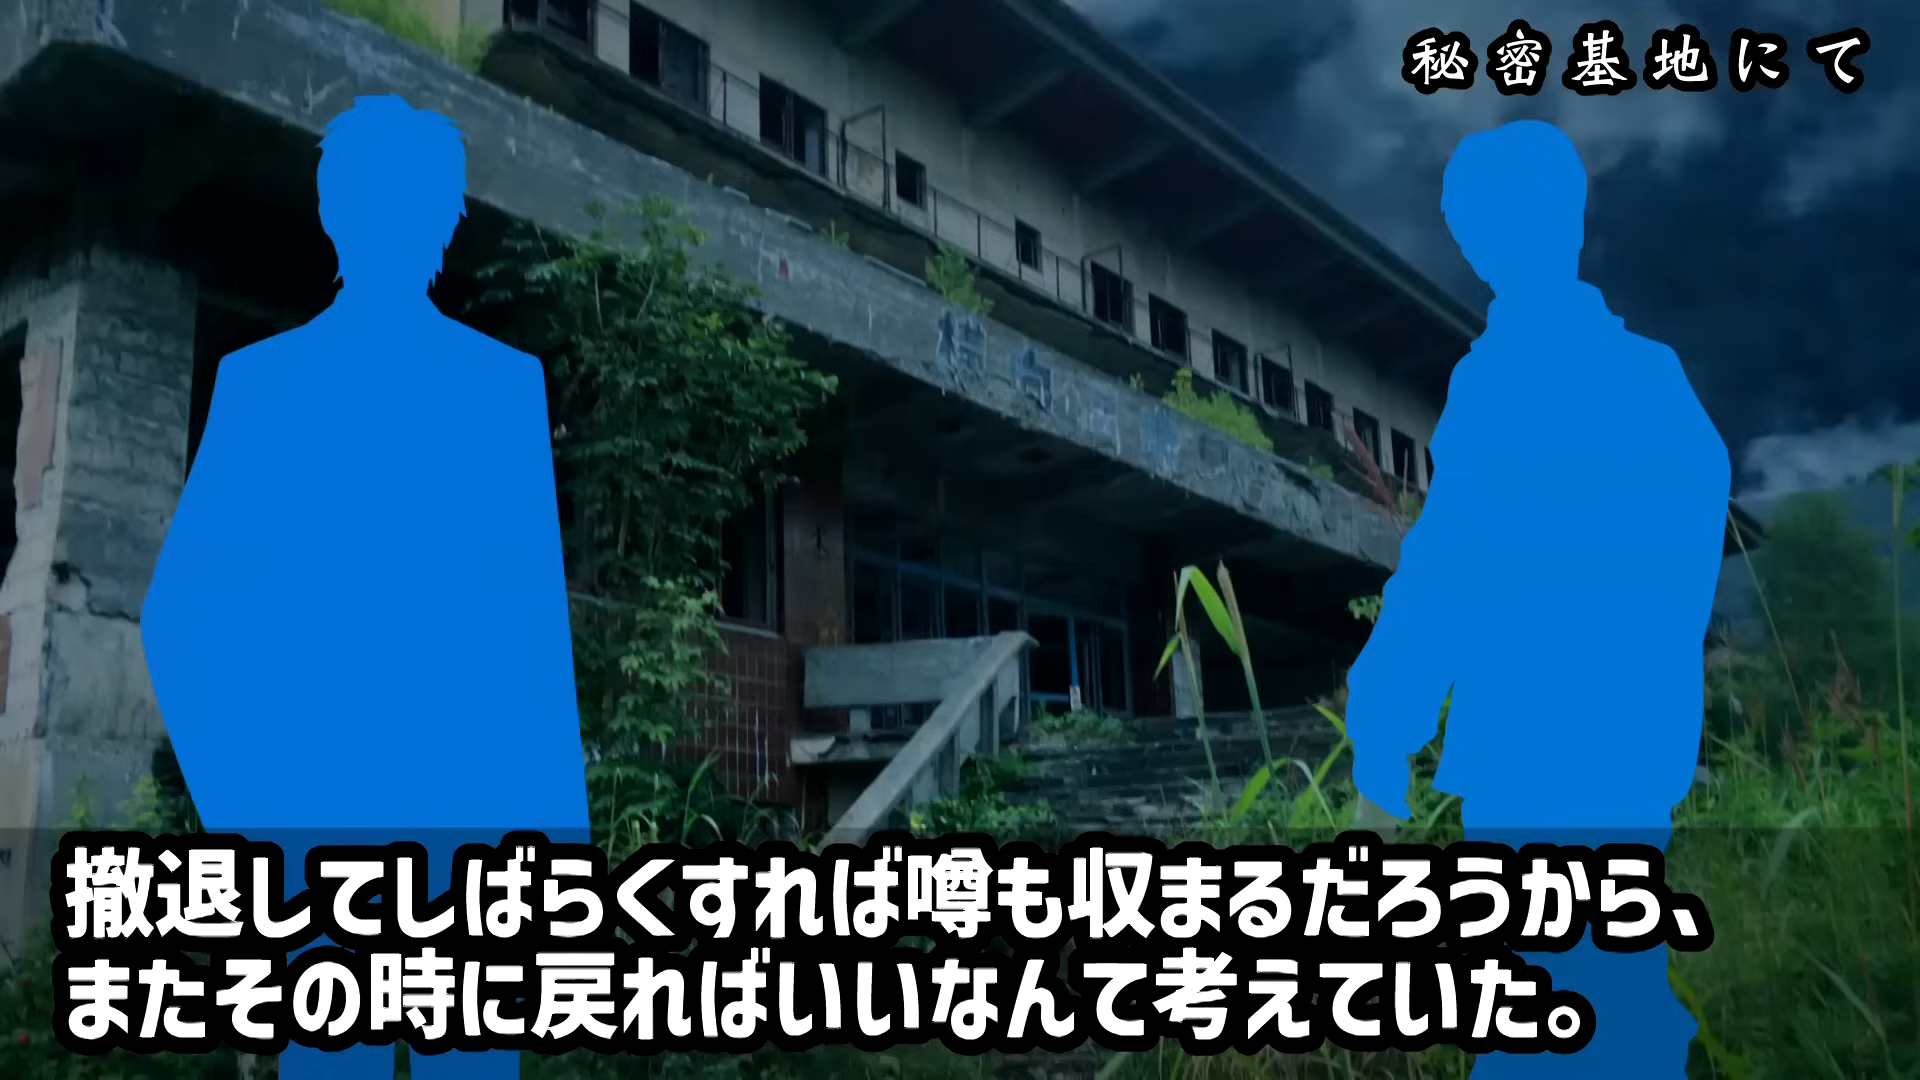 秘密基地にて
撤退してしばらくすれば噂も収まるだろうから、
またその時に戻ればいいなんて考えていた。